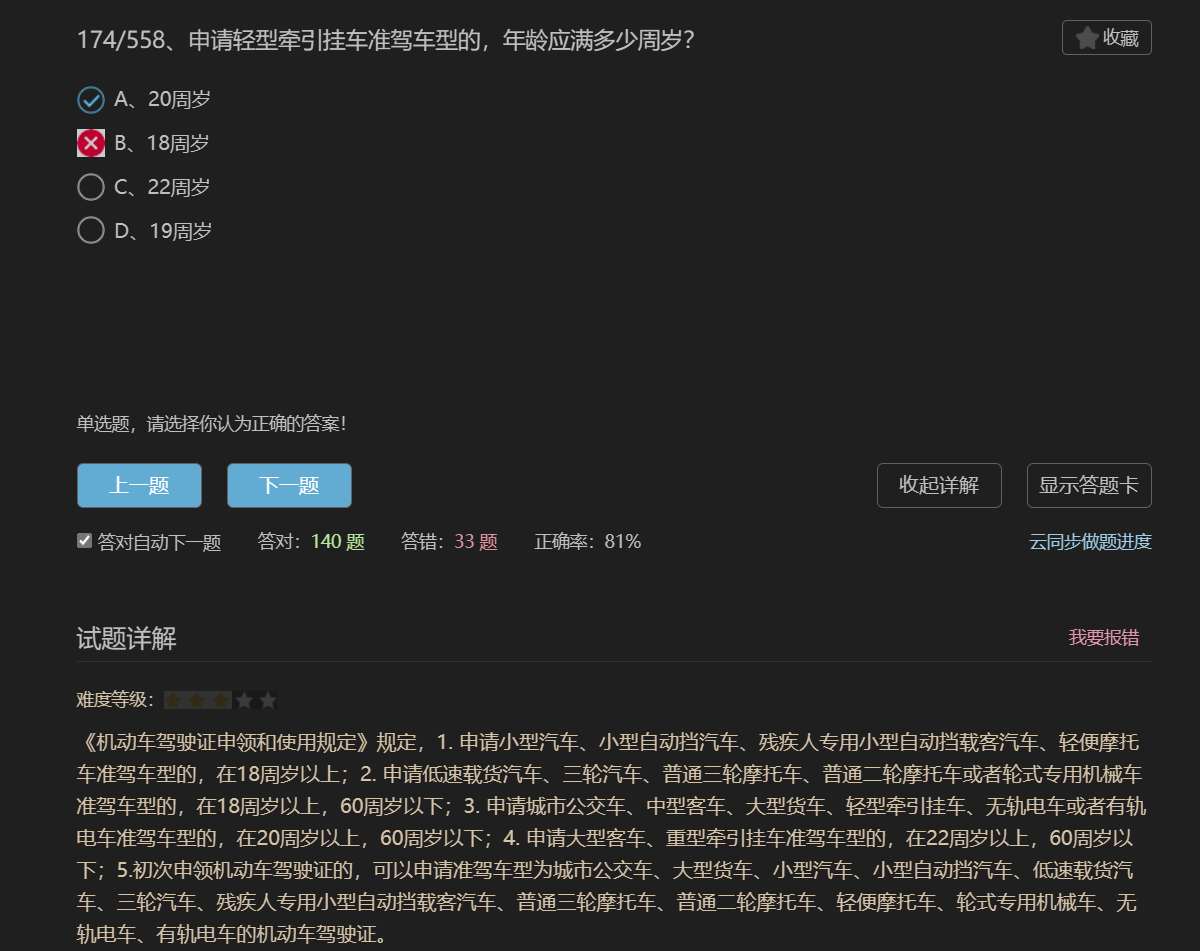 174/558、申请轻型牵引挂车准驾车型的，年龄应满多少周岁？
收藏
A、20周岁
B、18周岁
C、22周岁
D、19周岁
单选题，请选择你认为正确的答案！
上一题
下一题
收起详解
显示答题卡
答对自动下一题 答对：140 题 答错：33 题 正确率：81%
云同步做题进度
试题详解
我要报错
难度等级：
《机动车驾驶证申领和使用规定》规定，1. 申请小型汽车、小型自动挡汽车、残疾人专用小型自动挡载客汽车、轻便摩托
车准驾车型的，在18周岁以上；2. 申请低速载货汽车、三轮汽车、普通三轮摩托车、普通二轮摩托车或者轮式专用机械车
准驾车型的，在18周岁以上，60周岁以下；3. 申请城市公交车、中型客车、大型货车、轻型牵引挂车、无轨电车或者有轨
电车准驾车型的，在20周岁以上，60周岁以下；4. 申请大型客车、重型牵引挂车准驾车型的，在22周岁以上，60周岁以
下；5.初次申领机动车驾驶证的，可以申请准驾车型为城市公交车、大型货车、小型汽车、小型自动挡汽车、低速载货汽
车、三轮汽车、残疾人专用小型自动挡载客汽车、普通三轮摩托车、普通二轮摩托车、轻便摩托车、轮式专用机械车、无
轨电车、有轨电车的机动车驾驶证。